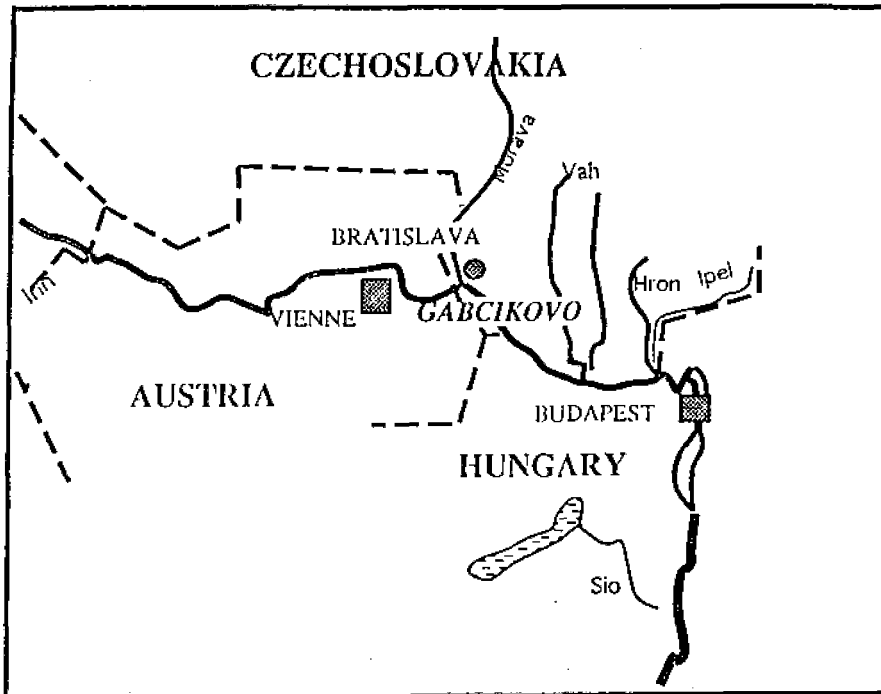 CZECHOSLOVAKIA
Morava
Vah
BRATISLAVA
Hron Ipel
Inn
VIENNE
GABCIKOVO
AUSTRIA
BUDAPEST
HUNGARY
Sio